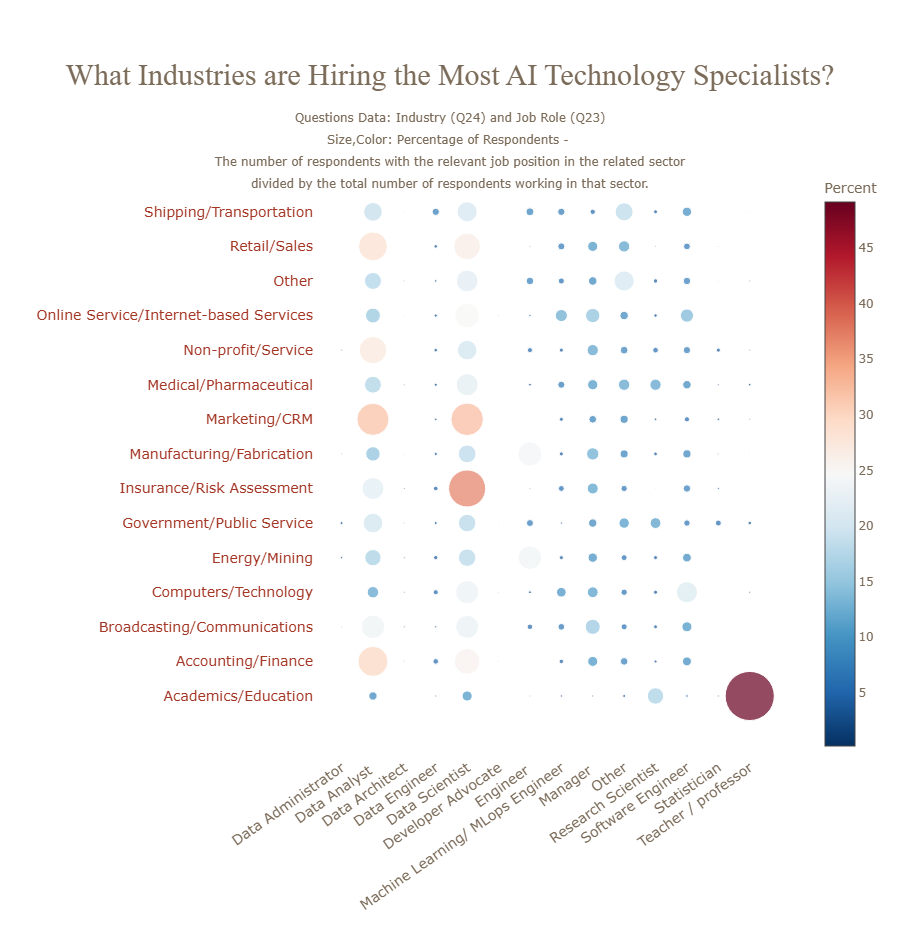 What Industries are Hiring the Most AI Technology Specialists?
Questions Data: Industry (Q24) and Job Role (Q23)
Size,Color: Percentage of Respondents -
The number of respondents with the relevant job position in the related sector
divided by the total number of respondents working in that sector.
Percent
45
40
35
30
25
20
15
10
5
Shipping/Transportation
Retail/Sales
Other
Online Service/Internet-based Services
Non-profit/Service
Medical/Pharmaceutical
Marketing/CRM
Manufacturing/Fabrication
Insurance/Risk Assessment
Government/Public Service
Energy/Mining
Computers/Technology
Broadcasting/Communications
Accounting/Finance
Academics/Education
Data Administrator
Data Analyst
Data Architect
Data Engineer
Data Scientist
Developer Advocate
Engineer
Machine Learning/ MLops Engineer
Manager
Other
Research Scientist
Software Engineer
Statistician
Teacher / professor